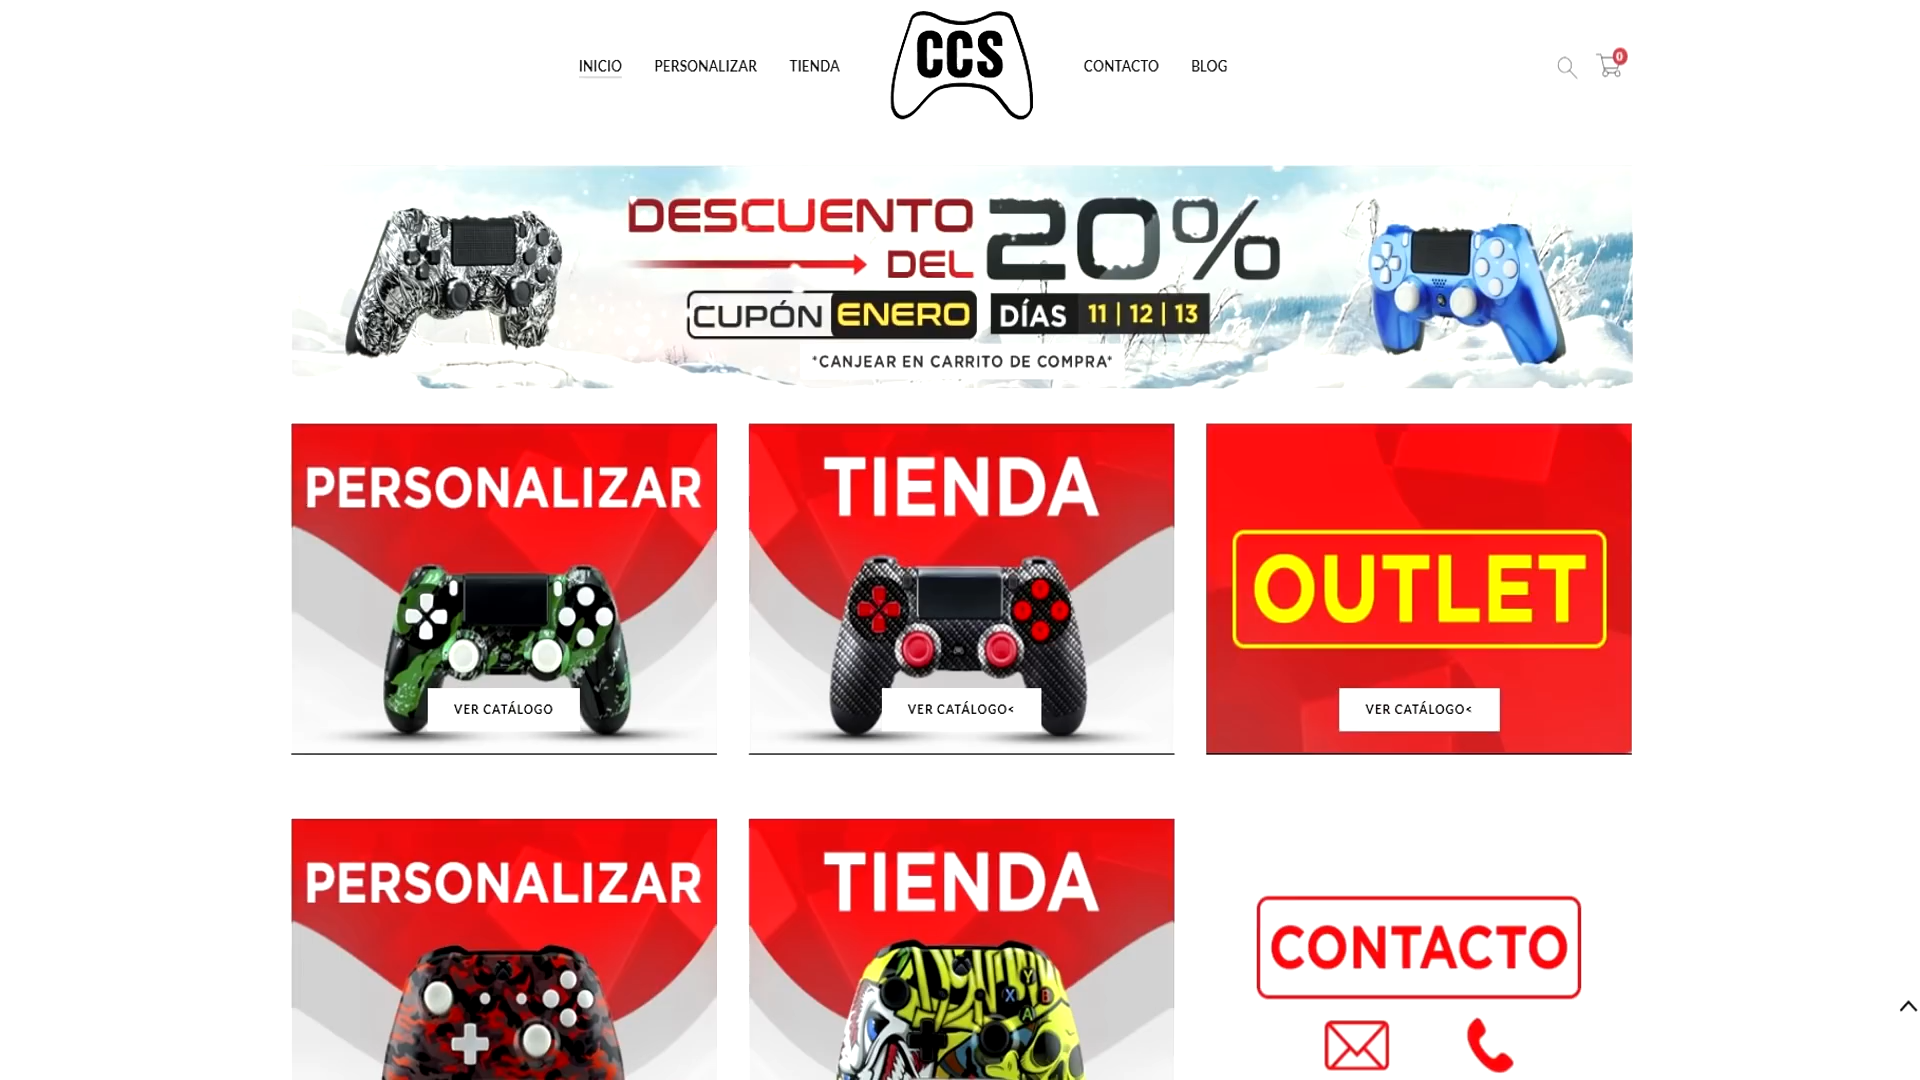 INICIO
PERSONALIZAR
TIENDA
CCS
CONTACTO
BLOG
0
DESCUENTO
DEL
20%
CUPÓN ENERO
DÍAS 11 | 12 | 13
*CANJEAR EN CARRITO DE COMPRA*
PERSONALIZAR
VER CATÁLOGO
TIENDA
VER CATÁLOGO<
OUTLET
VER CATÁLOGO<
PERSONALIZAR
TIENDA
Y
X
B
A
CONTACTO